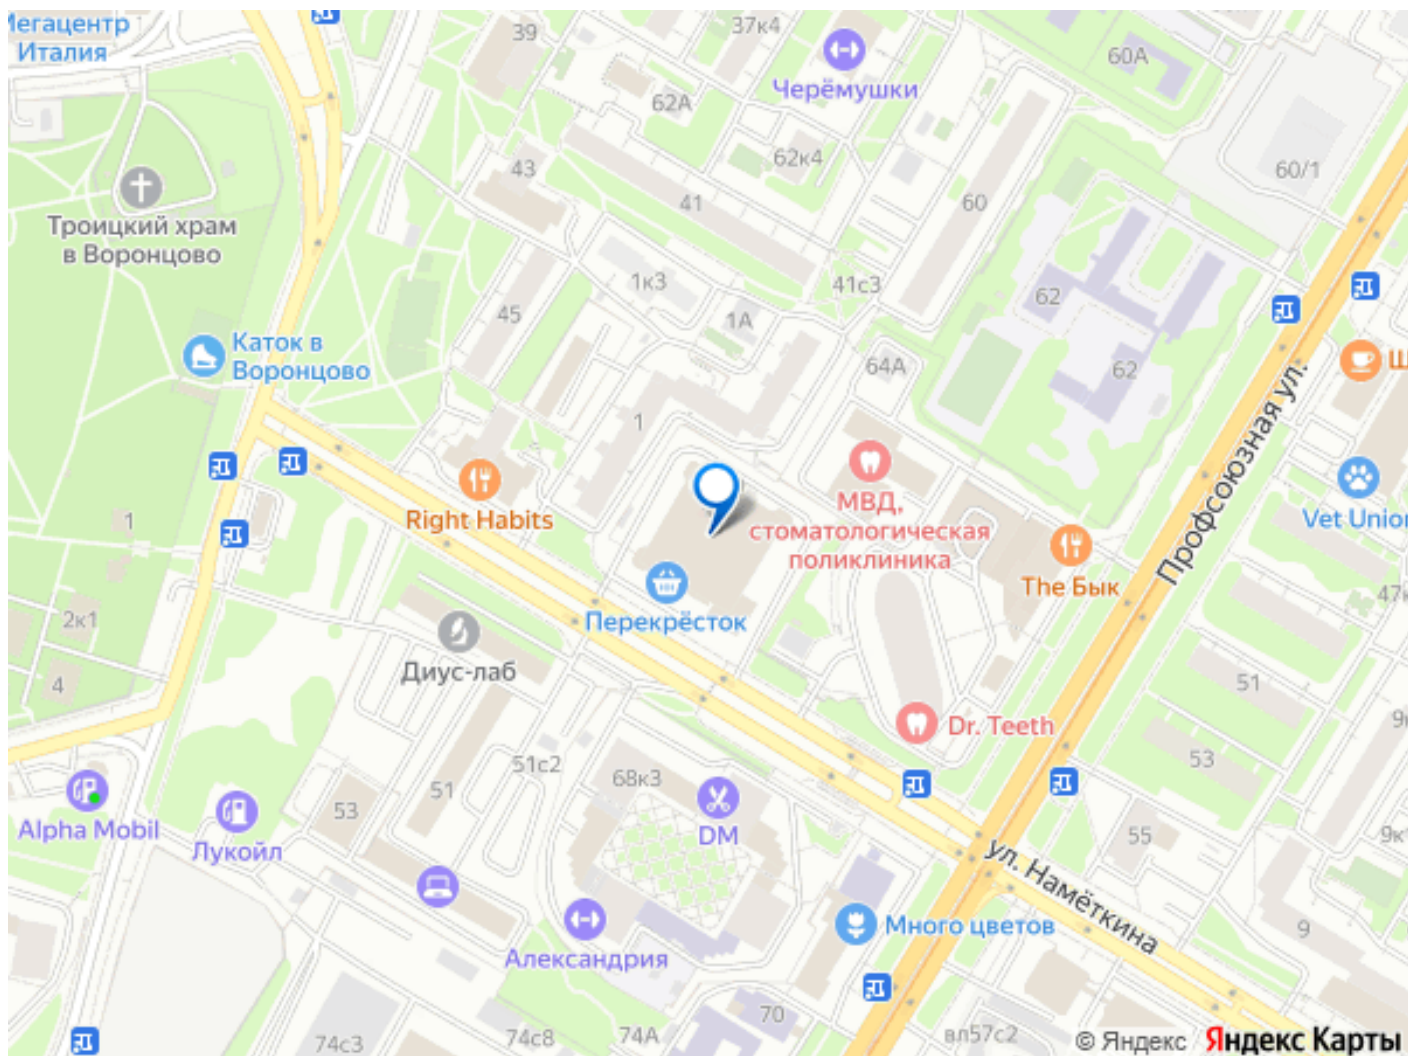 Мегацентр
Италия
39
37к4
Черёмушки
60А
62А
62к4
43
60/1
Троицкий храм
в Воронцово
41
60
1к3
41с3
62
45
1А
Каток в
Воронцово
64А
62
Ш
1
МВД,
стоматологическая
поликлиника
Right Habits
1
The Бык
Профсоюзная ул.
Vet Union
47к
Перекрёсток
2к1
Диус-лаб
4
51
9к
Dr. Teeth
53
51с2
68к3
51
53
DM
Alpha Mobil
Лукойл
55
9к1
ул. Намёткина
Много цветов
9
Александрия
70
74с3
74с8
74А
вл57с2
© Яндекс Яндекс Карты